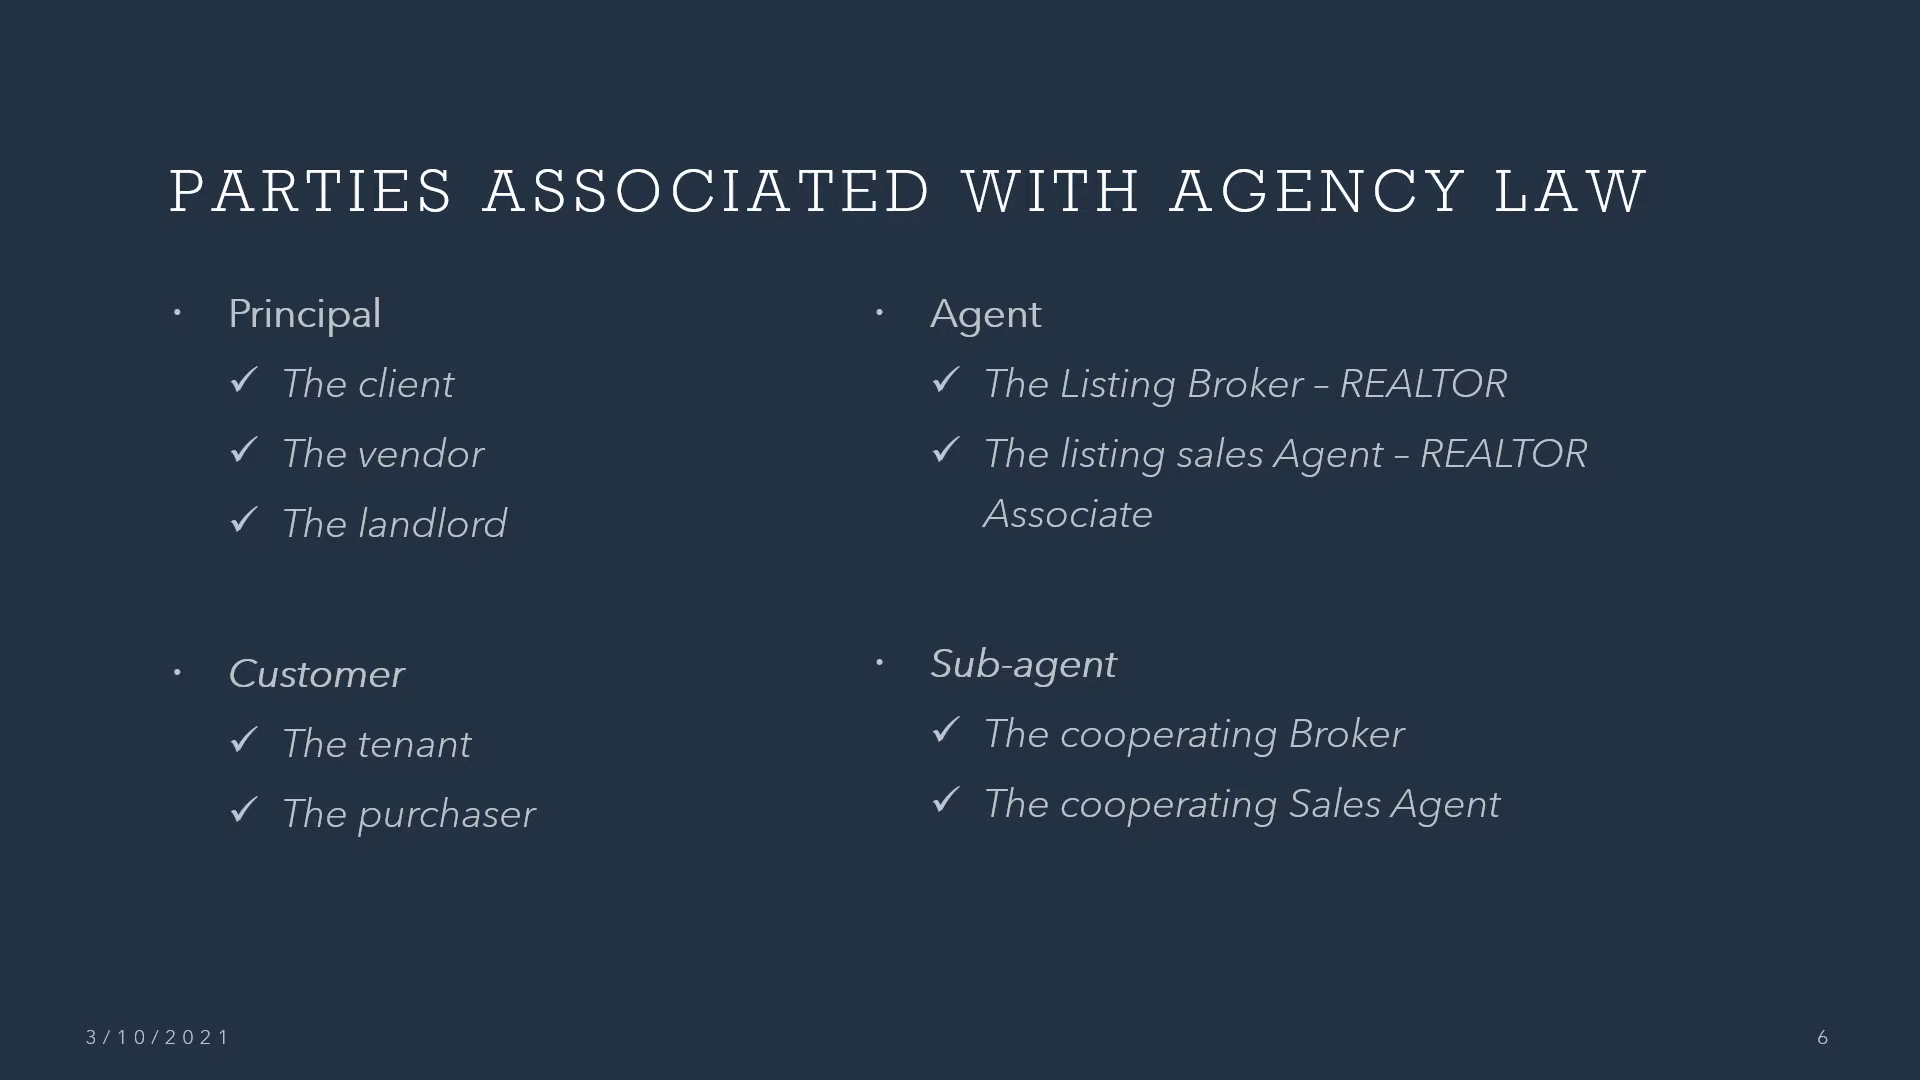 PARTIES ASSOCIATED WITH AGENCY LAW
• Principal
✓ The client
✓ The vendor
✓ The landlord
• Customer
✓ The tenant
✓ The purchaser
• Agent
✓ The Listing Broker – REALTOR
✓ The listing sales Agent – REALTOR
Associate
• Sub-agent
✓ The cooperating Broker
✓ The cooperating Sales Agent
3/10/2021
6